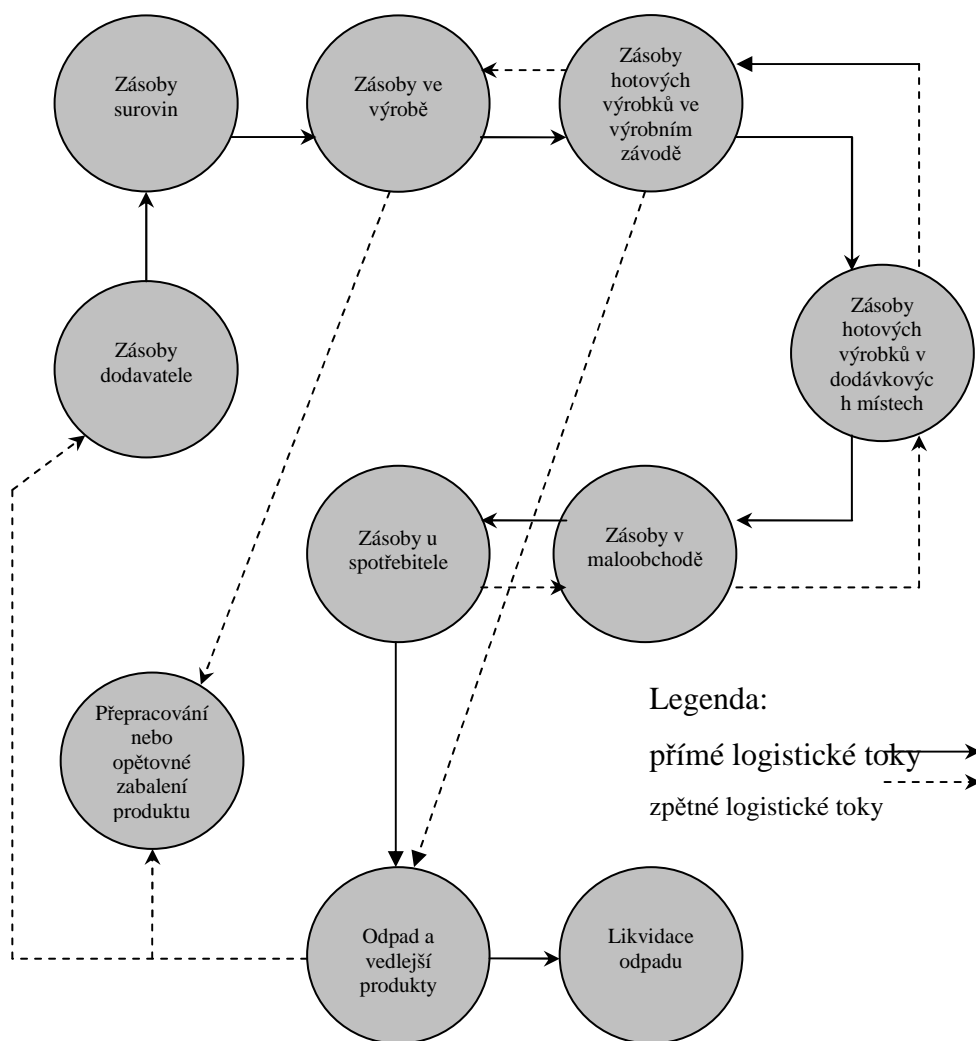 Zásoby
surovin
Zásoby ve
výrobě
Zásoby
hotových
výrobků ve
výrobním
závodě
Zásoby
dodavatele
Zásoby
hotových
výrobků v
dodávkovýc
h místech
Zásoby u
spotřebitele
Zásoby v
maloobchodě
Přepracování
nebo
opětovné
zabalení
produktu
Legenda:
přímé logistické toky
zpětné logistické toky
Odpad a
vedlejší
produkty
Likvidace
odpadu